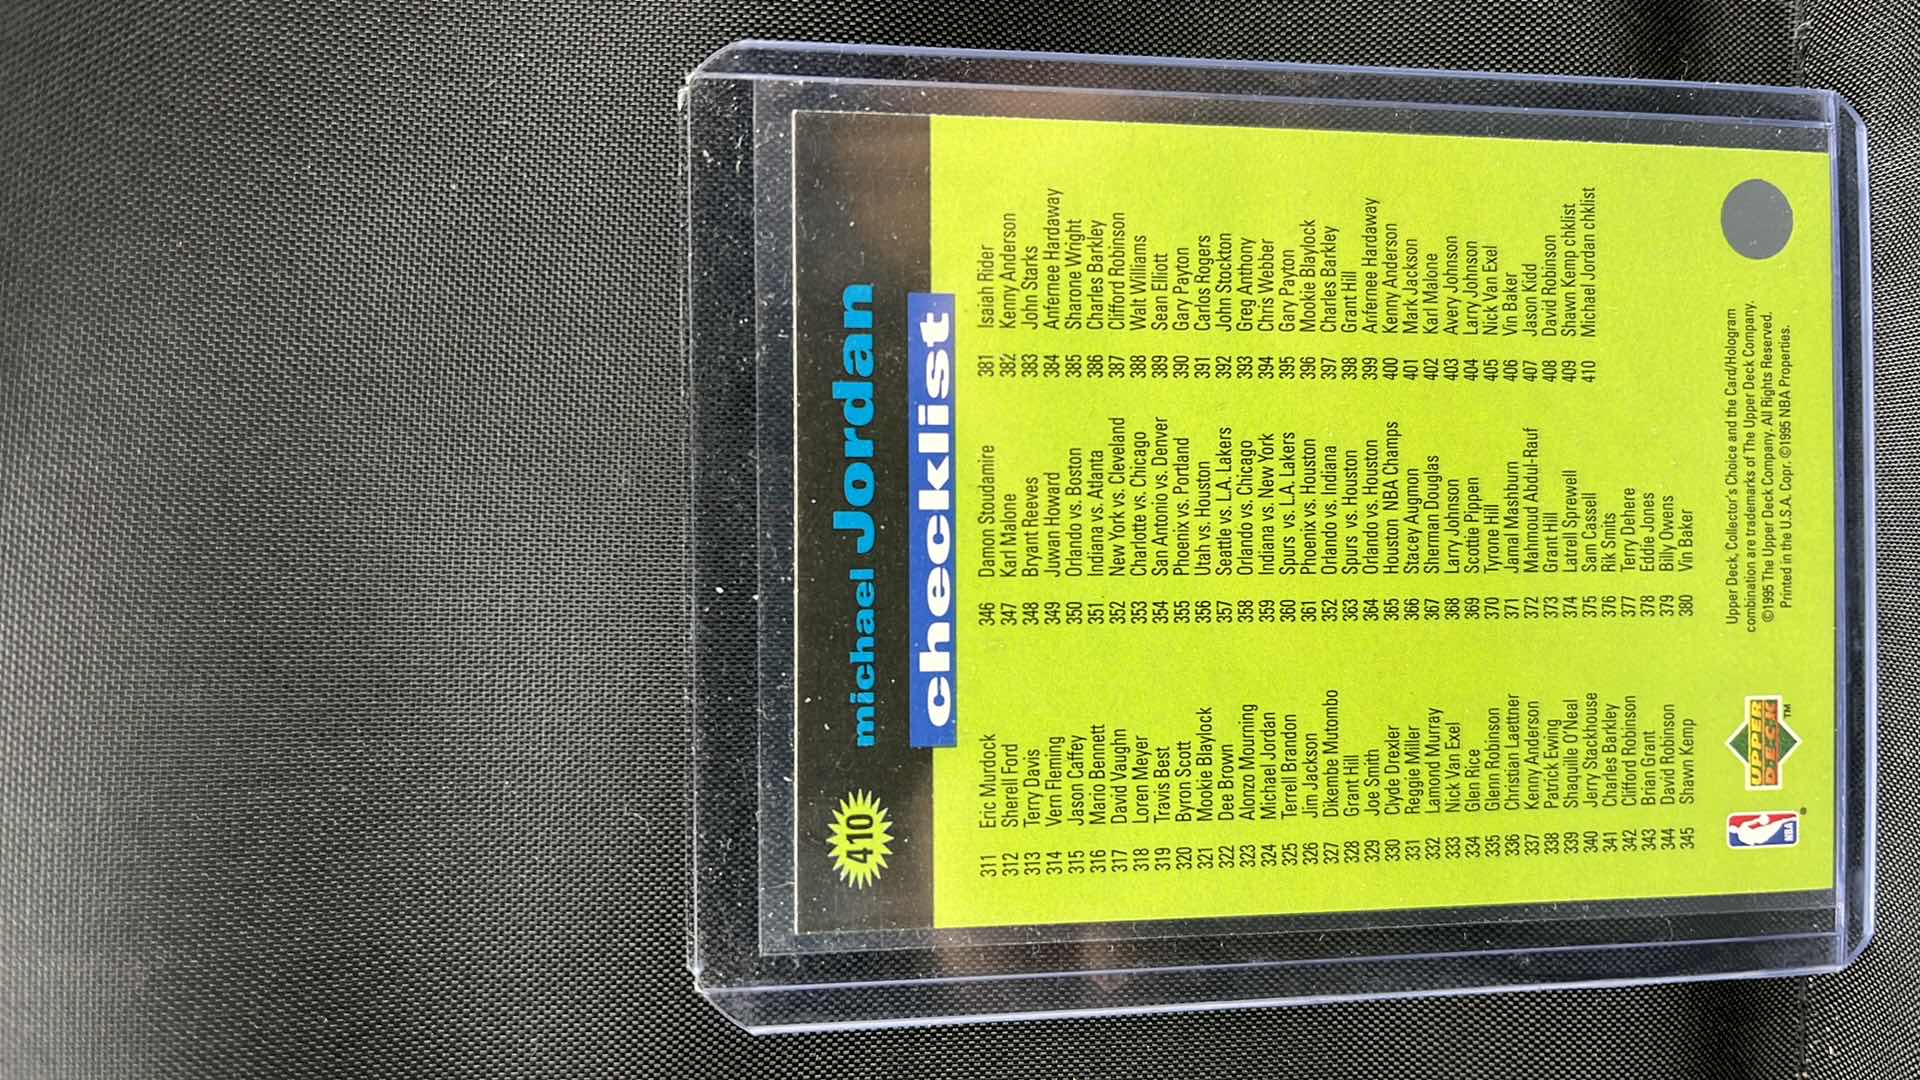 410
michael Jordan
checklist
311 Eric Murdock
312 Sherell Ford
313 Terry Davis
314 Vern Fleming
315 Jason Caffey
316 Mario Bennett
317 David Vaughn
318 Loren Meyer
319 Travis Best
320 Byron Scott
321 Mookie Blaylock
322 Dee Brown
323 Alonzo Mourning
324 Michael Jordan
325 Terrell Brandon
326 Jim Jackson
327 Dikembe Mutombo
328 Grant Hill
329 Joe Smith
330 Clyde Drexler
331 Reggie Miller
332 Lamond Murray
333 Nick Van Exel
334 Glen Rice
335 Glenn Robinson
336 Christian Laettner
337 Kenny Anderson
338 Patrick Ewing
339 Shaquille O'Neal
340 Jerry Stackhouse
341 Charles Barkley
342 Clifford Robinson
343 Brian Grant
344 David Robinson
345 Shawn Kemp
346 Damon Stoudamire
347 Karl Malone
348 Bryant Reeves
349 Juwan Howard
350 Orlando vs. Boston
351 Indiana vs. Atlanta
352 New York vs. Cleveland
353 Charlotte vs. Chicago
354 San Antonio vs. Denver
355 Phoenix vs. Portland
356 Utah vs. Houston
357 Seattle vs. L.A. Lakers
358 Orlando vs. Chicago
359 Indiana vs. New York
360 Spurs vs. L.A. Lakers
361 Phoenix vs. Houston
352 Orlando vs. Indiana
363 Spurs vs. Houston
364 Orlando vs. Houston
365 Houston NBA Champs
366 Stacey Augmon
367 Sherman Douglas
368 Larry Johnson
369 Scottie Pippen
370 Tyrone Hill
371 Jamal Mashburn
372 Mahmoud Abdul-Rauf
373 Grant Hill
374 Latrell Sprewell
375 Sam Cassell
376 Rik Smits
377 Terry Dehere
378 Eddie Jones
379 Billy Owens
380 Vin Baker
381 Isaiah Rider
382 Kenny Anderson
383 John Starks
384 Anfernee Hardaway
385 Sharone Wright
386 Charles Barkley
387 Clifford Robinson
388 Walt Williams
389 Sean Elliott
390 Gary Payton
391 Carlos Rogers
392 John Stockton
393 Greg Anthony
394 Chris Webber
395 Gary Payton
396 Mookie Blaylock
397 Charles Barkley
398 Grant Hill
399 Anfernee Hardaway
400 Kenny Anderson
401 Mark Jackson
402 Karl Malone
403 Avery Johnson
404 Larry Johnson
405 Nick Van Exel
406 Vin Baker
407 Jason Kidd
408 David Robinson
409 Shawn Kemp chklist
410 Michael Jordan chklist
NBA
UPPER
DECK
Upper Deck, Collector's Choice and the Card/Hologram
combination are trademarks of The Upper Deck Company.
©1995 The Upper Deck Company. All Rights Reserved.
Printed in the U.S.A. Copr. ©1995 NBA Properties.